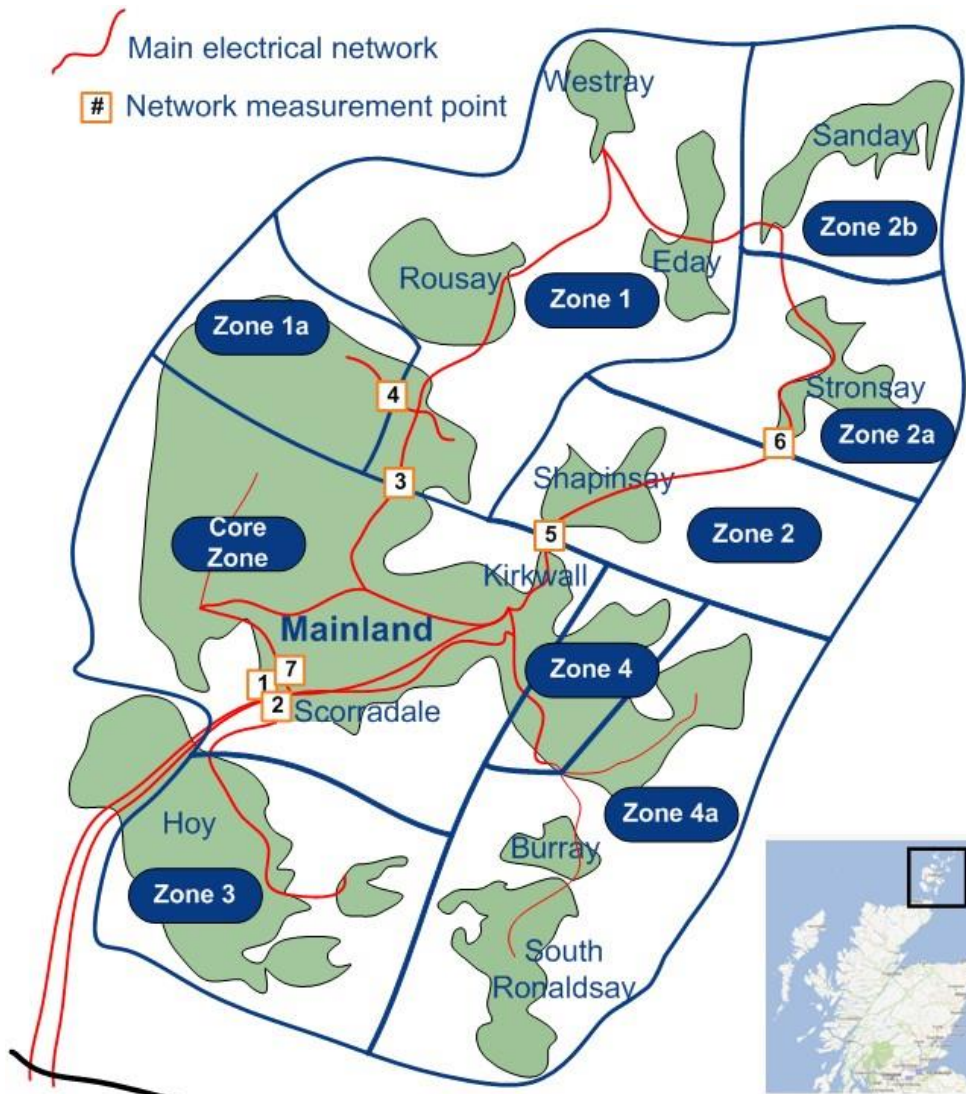 Main electrical network
# Network measurement point
Westray
Sanday
Zone 2b
Rousay
Eday
Zone 1
Zone 1a
4
Stronsay
Zone 2a
6
3
Shapinsay
5
Zone 2
Core
Zone
Kirkwall
Mainland
Zone 4
7
1
2
Scorradale
Hoy
Zone 4a
Burray
Zone 3
South
Ronaldsay